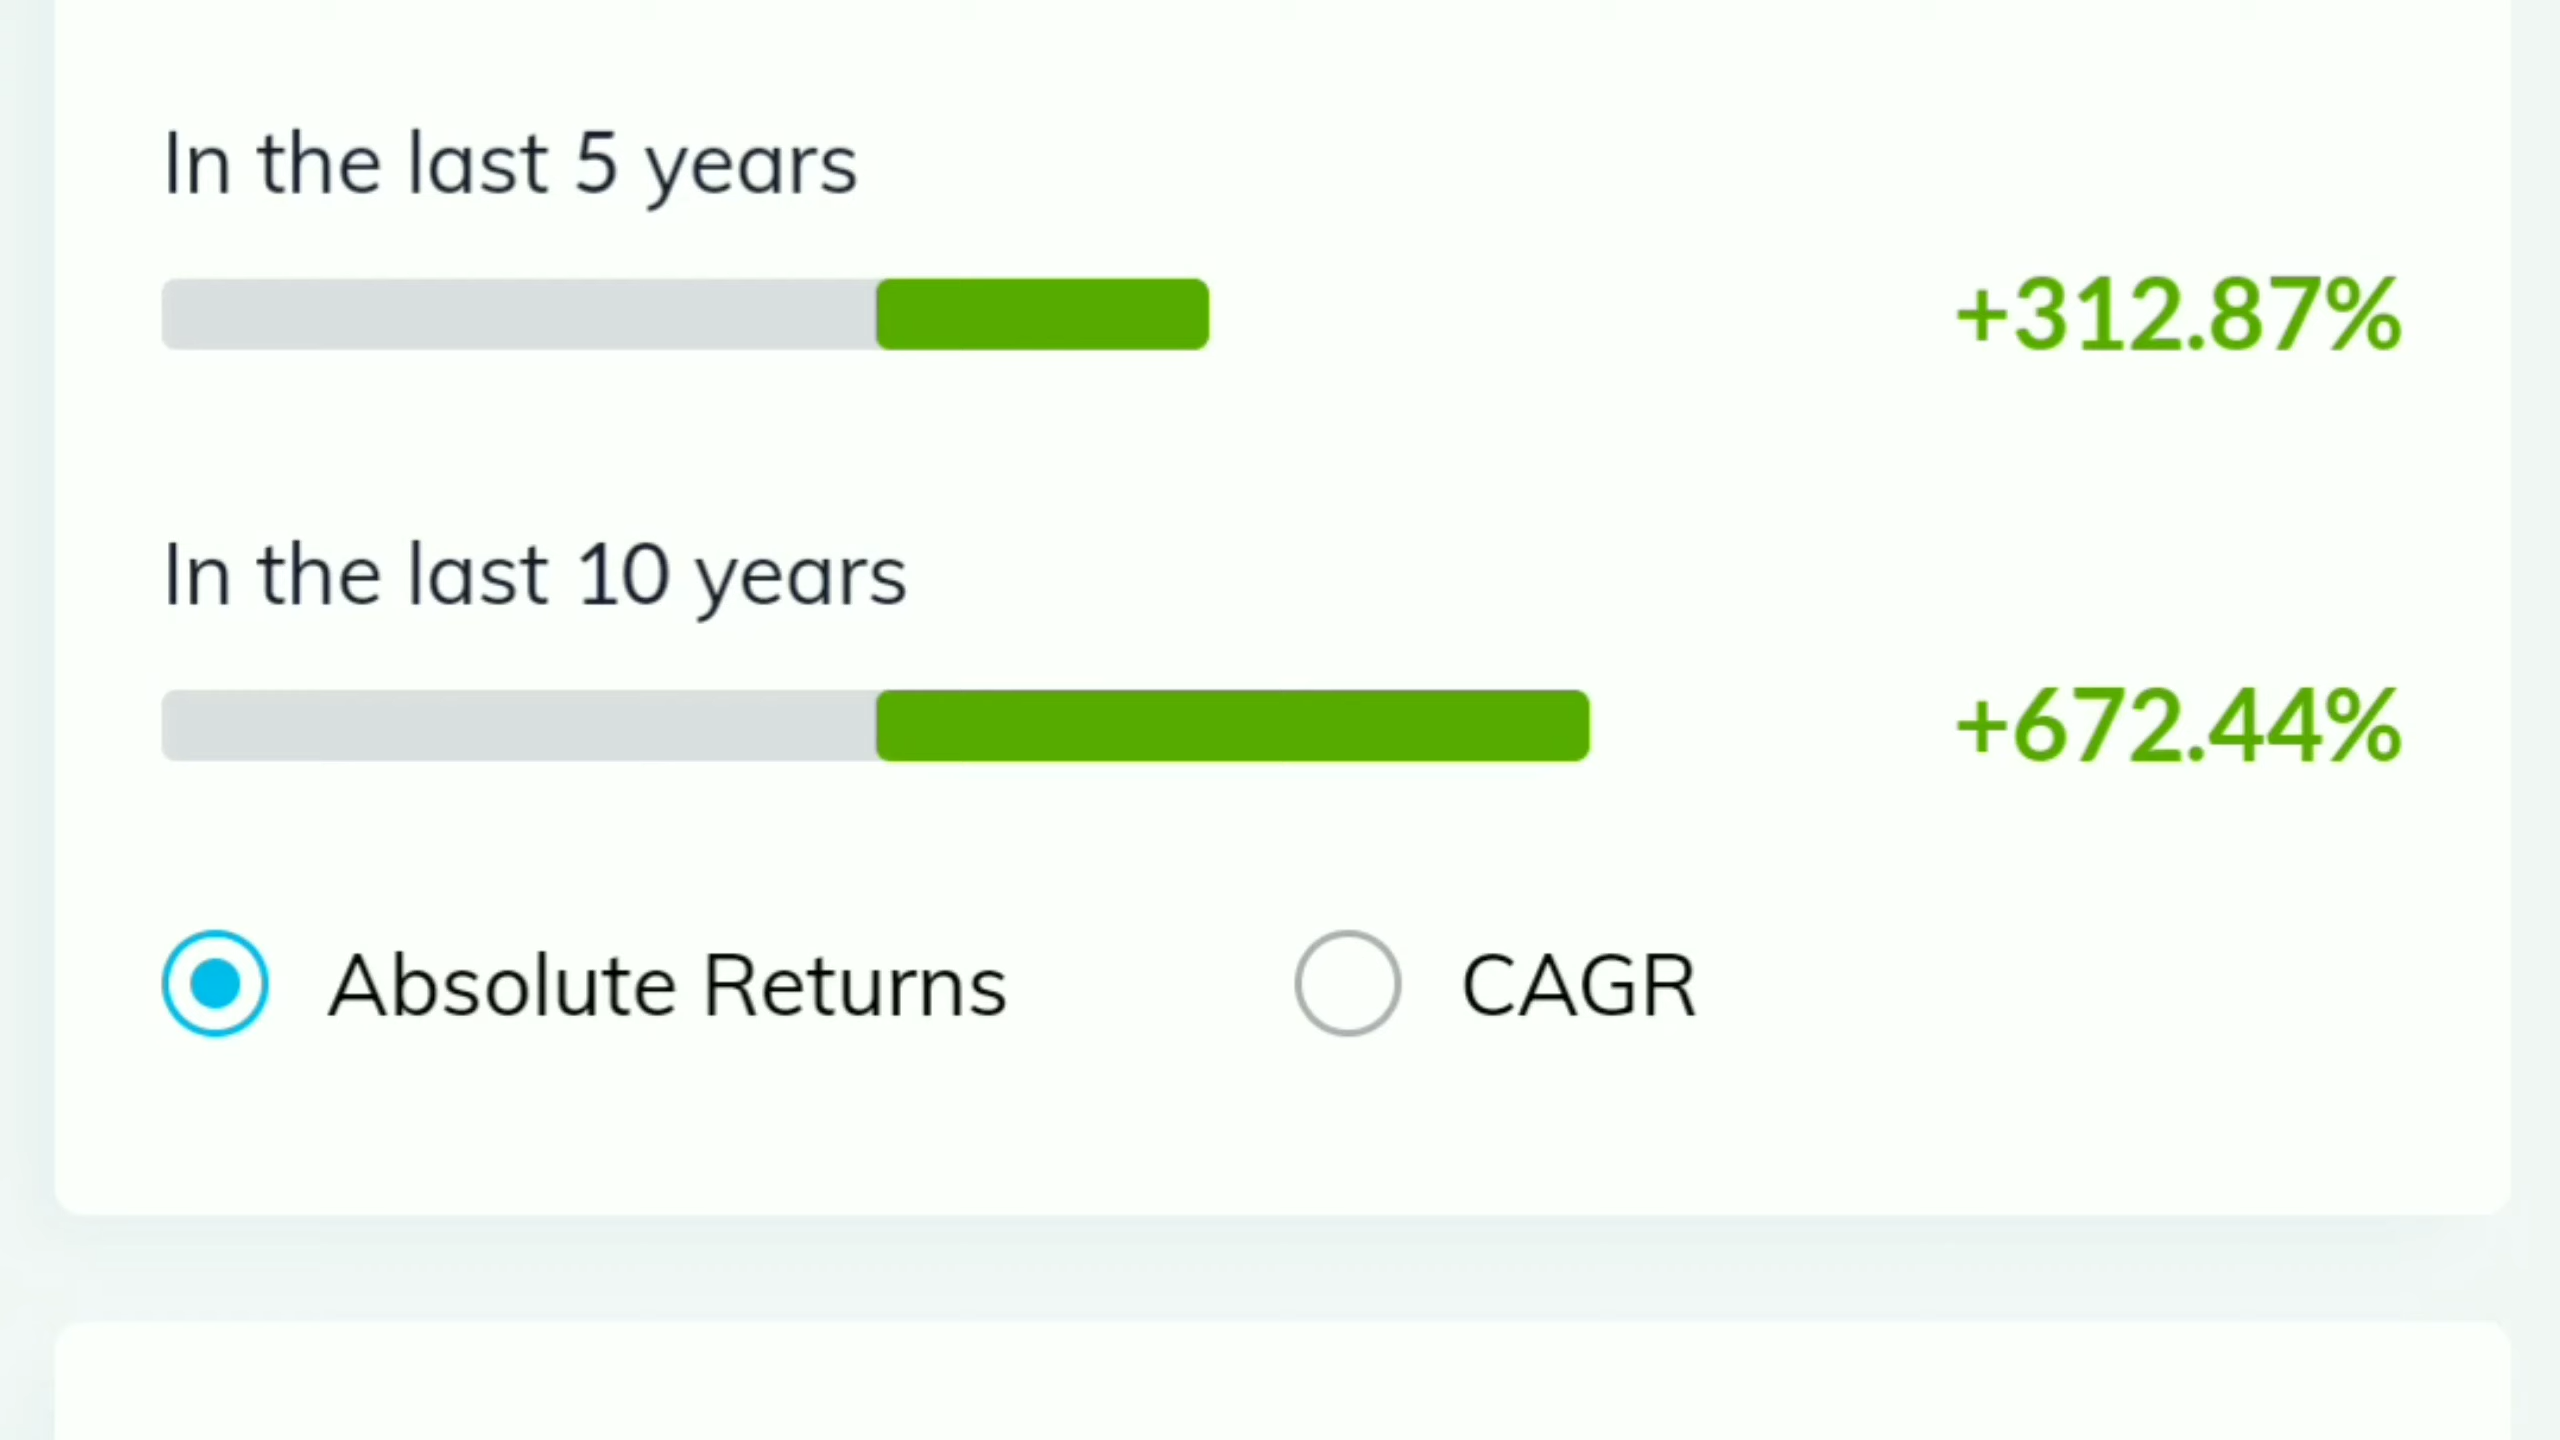 In the last 5 years
+312.87%
In the last 10 years
+672.44%
Absolute Returns
CAGR